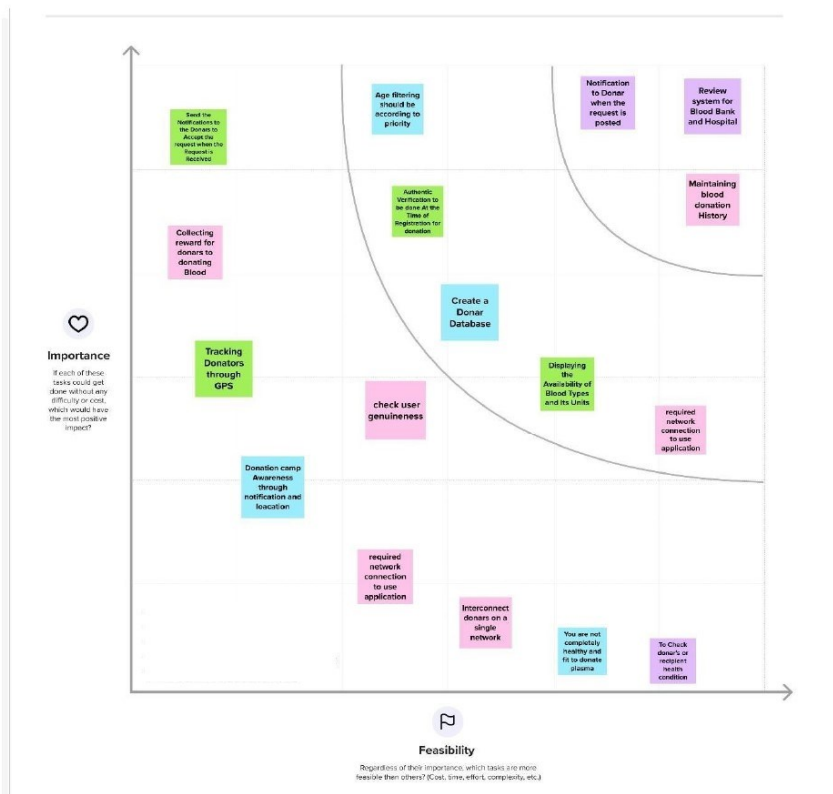 Send the
Notifications to
the Donars to
Accept the
request when the
Request is
Received
Age filtering
should be
according to
priority
Notification
to Donar
when the
request is
posted
Review
system for
Blood Bank
and Hospital
Authentic
Verification to
be done At the
Time of
Registration for
donation
Maintaining
blood
donation
History
Collecting
reward for
donars to
donating
Blood
Create a
Donar
Database
Importance
If each of these
tasks could get
done without any
difficulty or cost,
which would have
the most positive
impact?
Tracking
Donators
through
GPS
check user
genuineness
Displaying
the
Availability of
Blood Types
and Its Units
required
network
connection
to use
application
Donation camp
Awareness
through
notification and
loacation
required
network
connection
to use
application
Interconnect
donars on a
single
network
You are not
completely
healthy and
fit to donate
plasma
To Check
donar's or
recipient
health
condition
Feasibility
Regardless of their importance, which tasks are more
feasible than others? (Cost, time, effort, complexity, etc.)